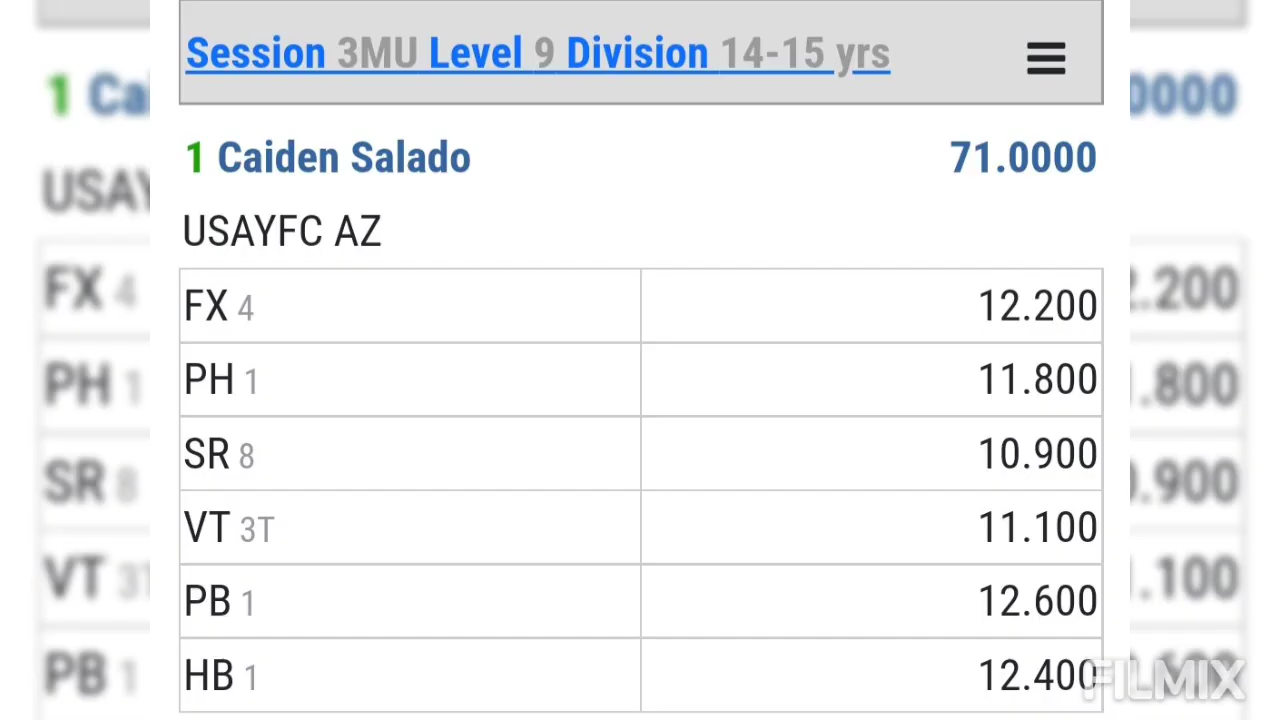 Session 3MU Level 9 Division 14-15 yrs
1 Caiden Salado 71.0000
USAYFC AZ
FX 4 12.200
PH 1 11.800
SR 8 10.900
VT 3T 11.100
PB 1 12.600
HB 1 12.400
FILMIX